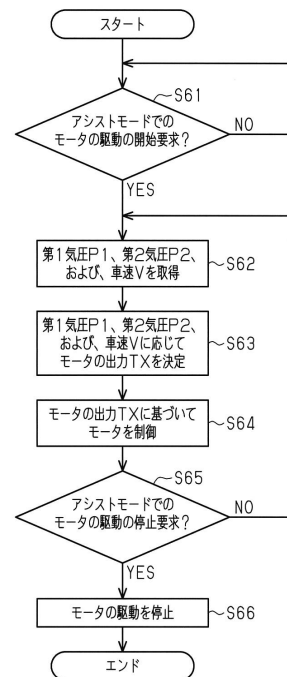 スタート
S61
アシストモードでの
モータの駆動の開始要求?
NO
YES
第1気圧P1、第2気圧P2、
および、車速Vを取得
S62
第1気圧P1、第2気圧P2、
および、車速Vに応じて
モータの出力TXを決定
S63
モータの出力TXに基づいて
モータを制御
S64
S65
アシストモードでの
モータの駆動の停止要求?
NO
YES
モータの駆動を停止
S66
エンド